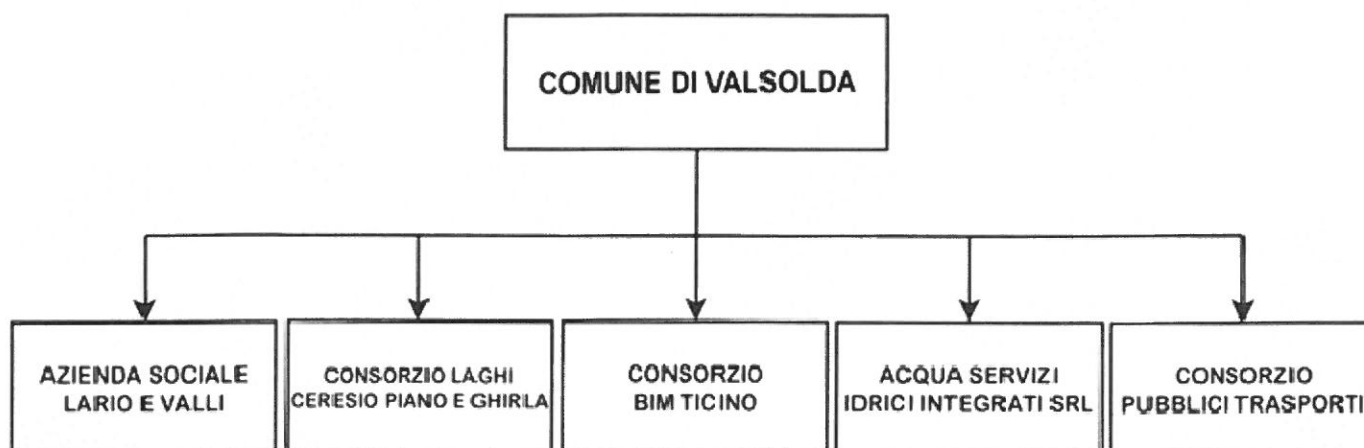 COMUNE DI VALSOLDA
AZIENDA SOCIALE
LARIO E VALLI
CONSORZIO LAGHI
CERESIO PIANO E GHIRLA
CONSORZIO
BIM TICINO
ACQUA SERVIZI
IDRICI INTEGRATI SRL
CONSORZIO
PUBBLICI TRASPORTI